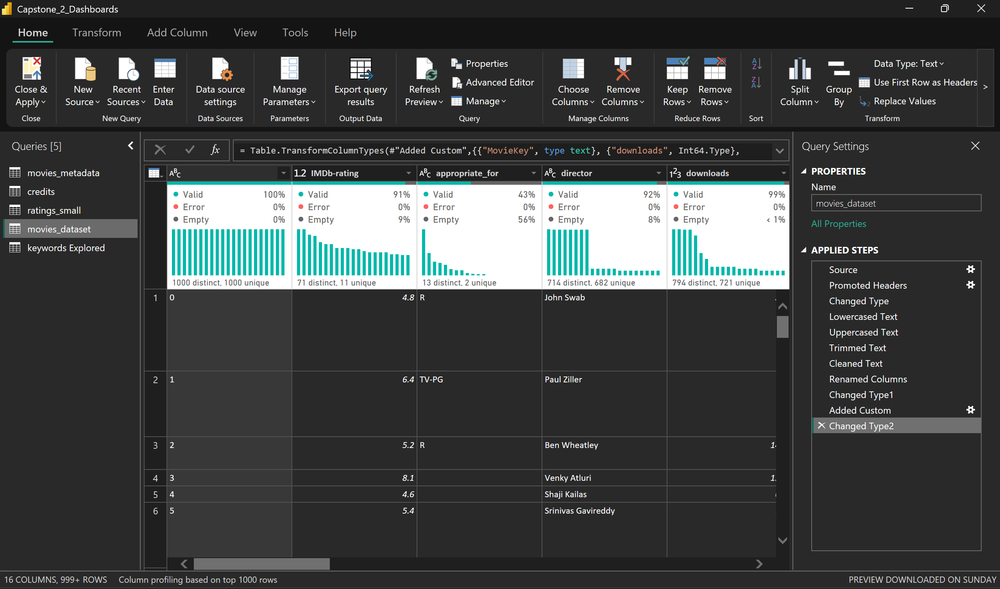 Capstone_2_Dashboards
Home Transform Add Column View Tools Help
Close & Apply
Close
New Source
Recent Sources
Enter Data
New Query
Data source settings
Data Sources
Manage Parameters
Parameters
Export query results
Output Data
Refresh Preview
Properties
Advanced Editor
Manage
Query
Choose Columns
Remove Columns
Manage Columns
Keep Rows
Remove Rows
Reduce Rows
Sort
Split Column
Group By
Data Type: Text
Use First Row as Headers
Replace Values
Transform
Queries [5]
movies_metadata
credits
ratings_small
movies_dataset
keywords Explored
fx = Table.TransformColumnTypes(#"Added Custom",{{"MovieKey", type text}, {"downloads", Int64.Type},
ABC 1.2 IMDb-rating ABC appropriate_for ABC director 123 downloads
Valid 100% Valid 91% Valid 43% Valid 92% Valid 99%
Error 0% Error 0% Error 0% Error 0% Error 0%
Empty 0% Empty 9% Empty 56% Empty 8% Empty < 1%
1000 distinct, 1000 unique 71 distinct, 11 unique 13 distinct, 2 unique 714 distinct, 682 unique 794 distinct, 721 unique
1 0 4.8 R John Swab
2 1 6.4 TV-PG Paul Ziller
3 2 5.2 R Ben Wheatley
4 3 8.1 Venky Atluri
5 4 4.6 Shaji Kailas
6 5 5.4 Srinivas Gavireddy
Query Settings
PROPERTIES
Name
movies_dataset
All Properties
APPLIED STEPS
Source
Promoted Headers
Changed Type
Lowercased Text
Uppercased Text
Trimmed Text
Cleaned Text
Renamed Columns
Changed Type1
Added Custom
Changed Type2
16 COLUMNS, 999+ ROWS Column profiling based on top 1000 rows PREVIEW DOWNLOADED ON SUNDAY